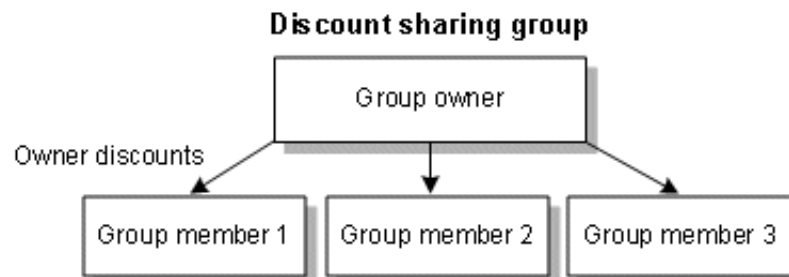 Discount sharing group
Group owner
Owner discounts
Group member 1
Group member 2
Group member 3